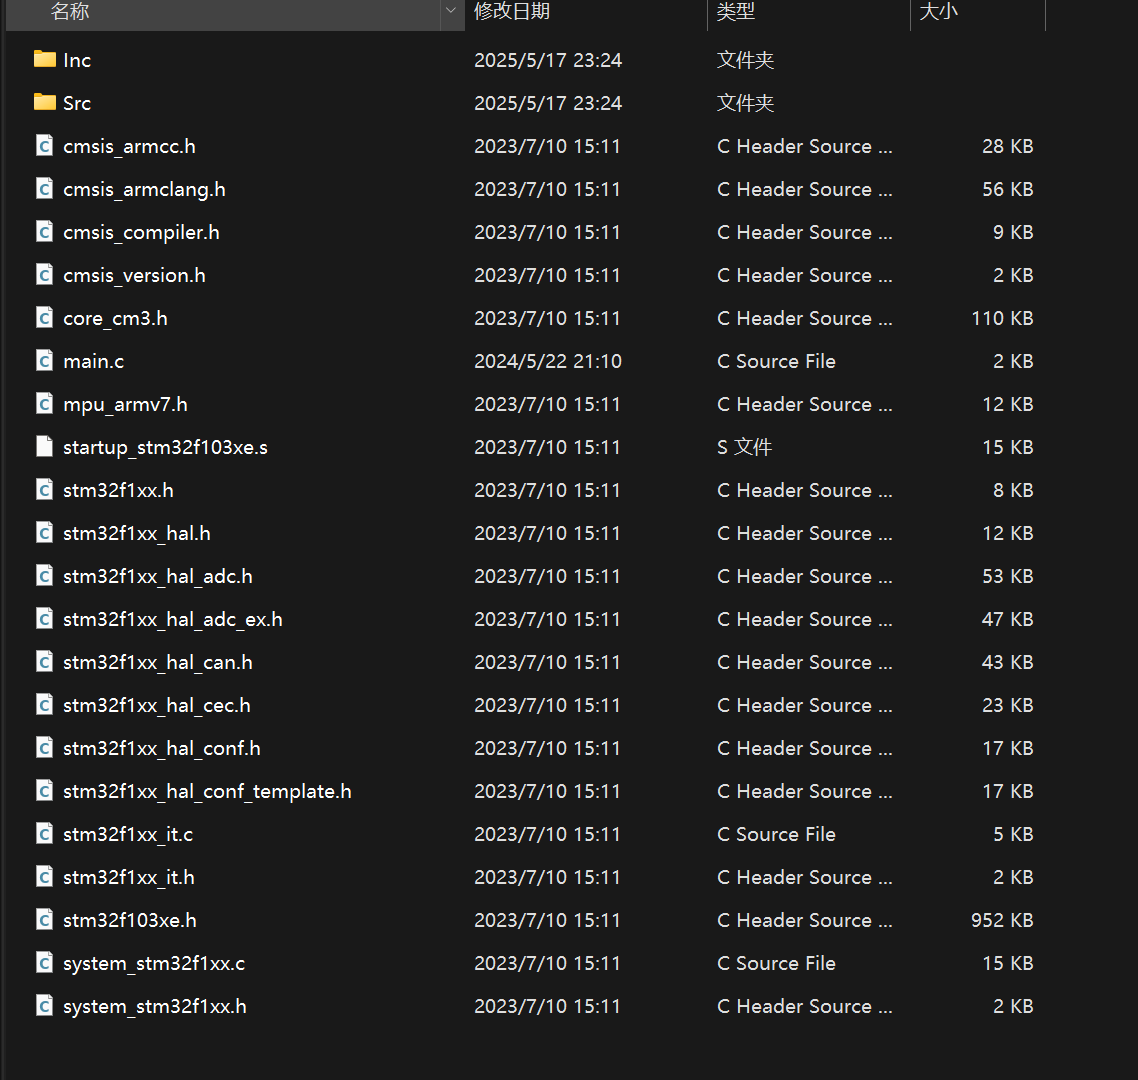 名称 修改日期 类型 大小
Inc 2025/5/17 23:24 文件夹
Src 2025/5/17 23:24 文件夹
cmsis_armcc.h 2023/7/10 15:11 C Header Source ... 28 KB
cmsis_armclang.h 2023/7/10 15:11 C Header Source ... 56 KB
cmsis_compiler.h 2023/7/10 15:11 C Header Source ... 9 KB
cmsis_version.h 2023/7/10 15:11 C Header Source ... 2 KB
core_cm3.h 2023/7/10 15:11 C Header Source ... 110 KB
main.c 2024/5/22 21:10 C Source File 2 KB
mpu_armv7.h 2023/7/10 15:11 C Header Source ... 12 KB
startup_stm32f103xe.s 2023/7/10 15:11 S 文件 15 KB
stm32f1xx.h 2023/7/10 15:11 C Header Source ... 8 KB
stm32f1xx_hal.h 2023/7/10 15:11 C Header Source ... 12 KB
stm32f1xx_hal_adc.h 2023/7/10 15:11 C Header Source ... 53 KB
stm32f1xx_hal_adc_ex.h 2023/7/10 15:11 C Header Source ... 47 KB
stm32f1xx_hal_can.h 2023/7/10 15:11 C Header Source ... 43 KB
stm32f1xx_hal_cec.h 2023/7/10 15:11 C Header Source ... 23 KB
stm32f1xx_hal_conf.h 2023/7/10 15:11 C Header Source ... 17 KB
stm32f1xx_hal_conf_template.h 2023/7/10 15:11 C Header Source ... 17 KB
stm32f1xx_it.c 2023/7/10 15:11 C Source File 5 KB
stm32f1xx_it.h 2023/7/10 15:11 C Header Source ... 2 KB
stm32f103xe.h 2023/7/10 15:11 C Header Source ... 952 KB
system_stm32f1xx.c 2023/7/10 15:11 C Source File 15 KB
system_stm32f1xx.h 2023/7/10 15:11 C Header Source ... 2 KB